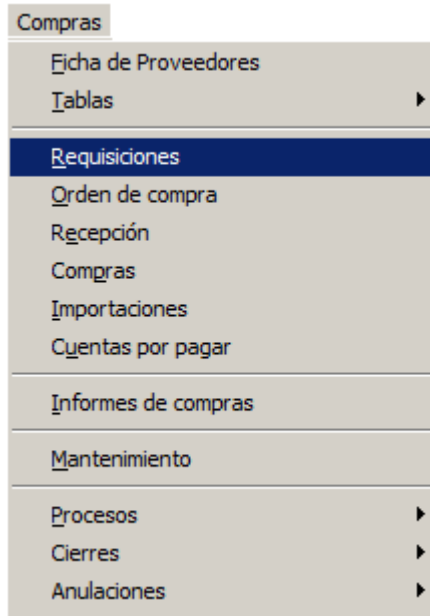 Compras
Ficha de Proveedores
Tablas
Requisiciones
Orden de compra
Recepción
Compras
Importaciones
Cuentas por pagar
Informes de compras
Mantenimiento
Procesos
Cierres
Anulaciones